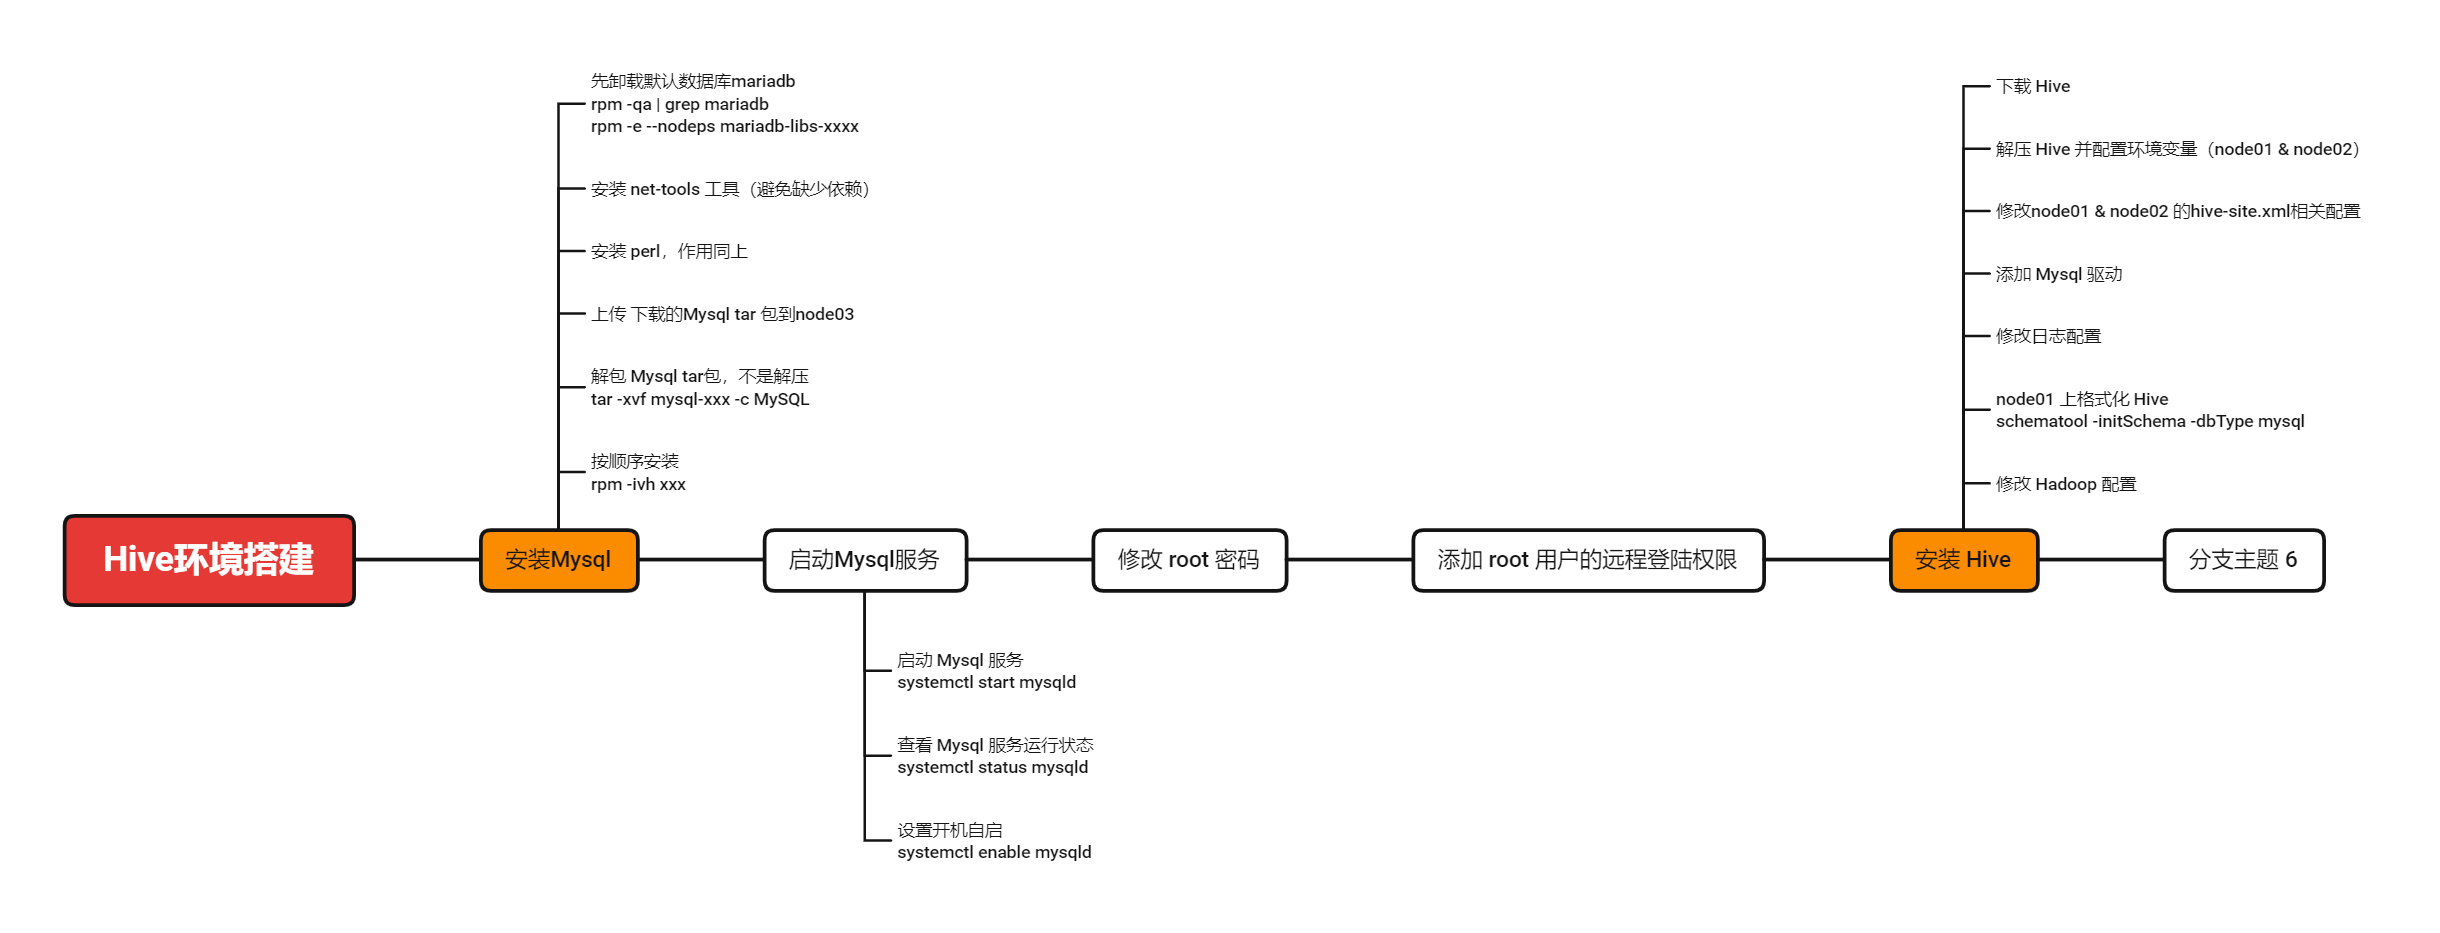 Hive环境搭建
安装Mysql
先卸载默认数据库mariadb
rpm -qa | grep mariadb
rpm -e --nodeps mariadb-libs-xxxx
安装 net-tools 工具（避免缺少依赖）
安装 perl，作用同上
上传 下载的Mysql tar 包到node03
解包 Mysql tar包，不是解压
tar -xvf mysql-xxx -c MySQL
按顺序安装
rpm -ivh xxx
启动Mysql服务
启动 Mysql 服务
systemctl start mysqld
查看 Mysql 服务运行状态
systemctl status mysqld
设置开机自启
systemctl enable mysqld
修改 root 密码
添加 root 用户的远程登陆权限
安装 Hive
下载 Hive
解压 Hive 并配置环境变量（node01 & node02）
修改node01 & node02 的hive-site.xml相关配置
添加 Mysql 驱动
修改日志配置
node01 上格式化 Hive
schematool -initSchema -dbType mysql
修改 Hadoop 配置
分支主题 6